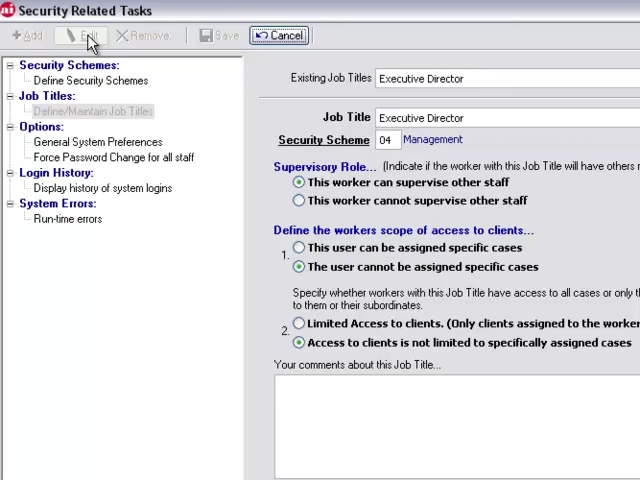 Security Related Tasks
Add Edit Remove Save Cancel
Security Schemes:
Define Security Schemes
Job Titles:
Define/Maintain Job Titles
Options:
General System Preferences
Force Password Change for all staff
Login History:
Display history of system logins
System Errors:
Run-time errors
Existing Job Titles Executive Director
Job Title Executive Director
Security Scheme 04 Management
Supervisory Role... (Indicate if the worker with this Job Title will have others
This worker can supervise other staff
This worker cannot supervise other staff
Define the workers scope of access to clients...
1. This user can be assigned specific cases
The user cannot be assigned specific cases
Specify whether workers with this Job Title have access to all cases or only
to them or their subordinates.
2. Limited Access to clients. (Only clients assigned to the worker
Access to clients is not limited to specifically assigned cases
Your comments about this Job Title...